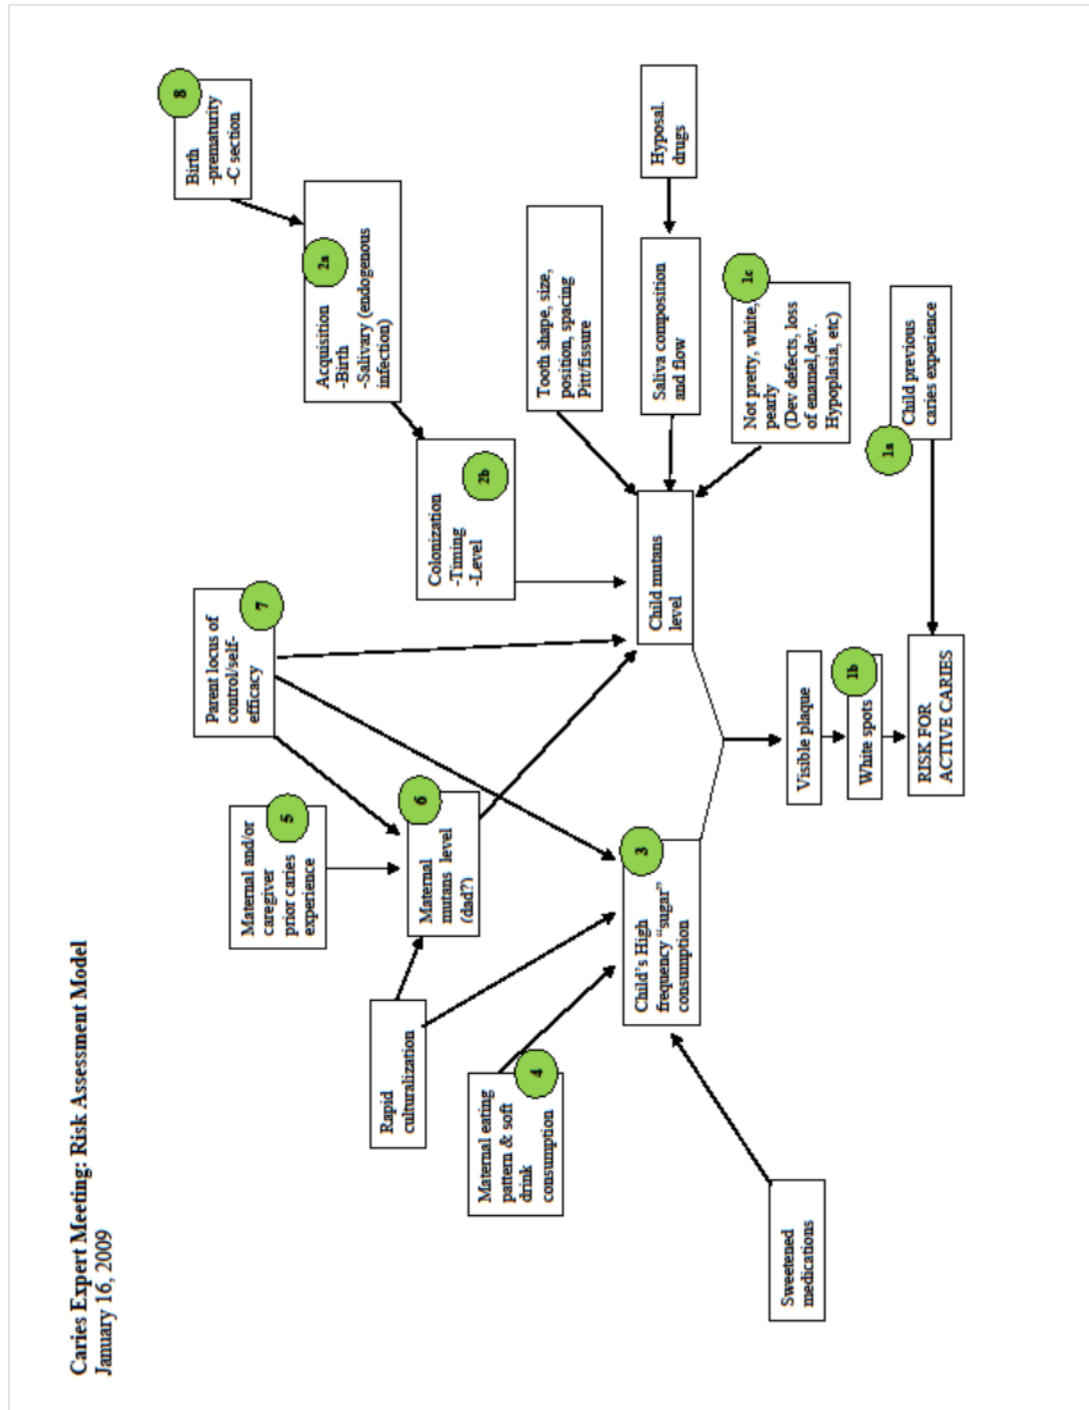 Caries Expert Meeting: Risk Assessment Model
January 16, 2009
Parent locus of
control/self-
efficacy
7
Birth
-prematurity
-C section
8
Maternal and/or
caregiver
prior caries
experience
5
Acquisition
-Birth
-Salivary (endogenous
infection)
2a
Rapid
culturalization
Maternal
mutans level
(dad?)
6
Colonization
-Timing
-Level
2b
Maternal eating
pattern & soft
drink
consumption
4
Tooth shape, size,
position, spacing
Pitt/fissure
Child's High
frequency "sugar"
consumption
3
Child mutans
level
Saliva composition
and flow
Hyposal.
drugs
Not pretty, white,
pearly
(Dev defects, loss
of enamel,dev.
Hypoplasia, etc)
1c
Sweetened
medications
Visible plaque
White spots
1b
Child previous
caries experience
1a
RISK FOR
ACTIVE CARIES